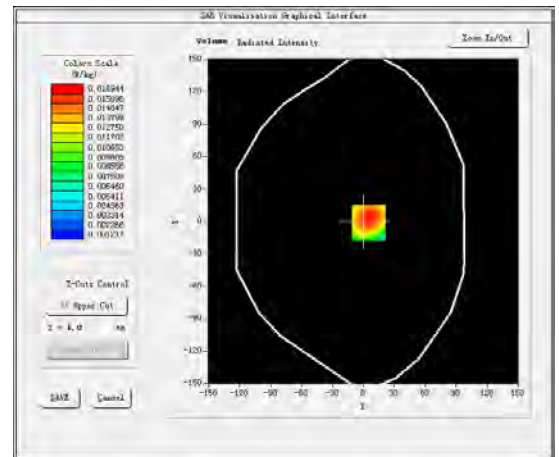 SAR Visualisation Graphical Interface
Volume Radiated Intensity
Zoom In/Out
Colors Scale
(W/kg)
0.016944
0.015896
0.014847
0.013799
0.012750
0.011702
0.010653
0.009605
0.008556
0.007508
0.006460
0.005411
0.004363
0.003314
0.002266
0.001217
150
120
90
60
30
0
-30
-60
-90
-120
-150
-150 -120 -90 -60 -30 0 30 60 90 120 150
Y
X
Z-Cuts Control
Upper Cut
Z = 4.0 mm
SAVE
Cancel